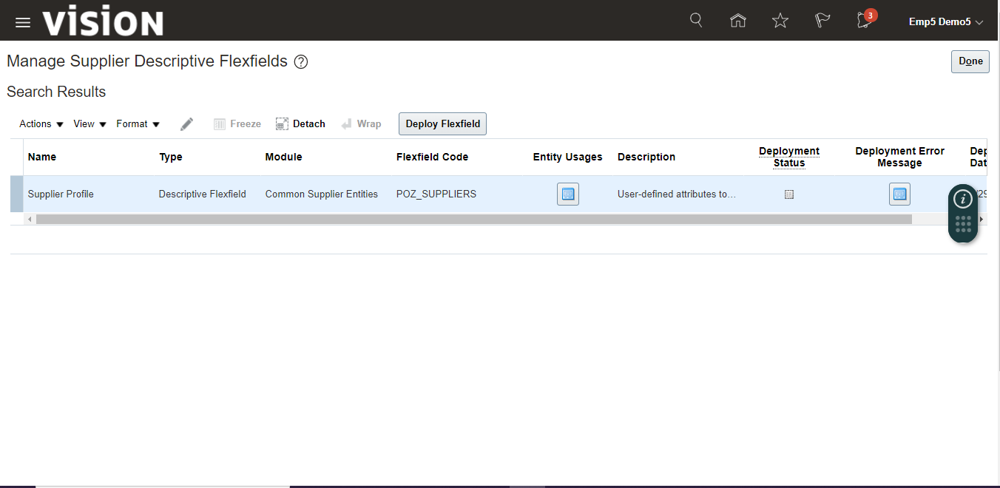 vision
3
Emp5 Demo5
Manage Supplier Descriptive Flexfields ?
Done
Search Results
Actions View Format Freeze Detach Wrap Deploy Flexfield
Name Type Module Flexfield Code Entity Usages Description Deployment Status Deployment Error Message Dep Dat
Supplier Profile Descriptive Flexfield Common Supplier Entities POZ_SUPPLIERS User-defined attributes to… /29
i